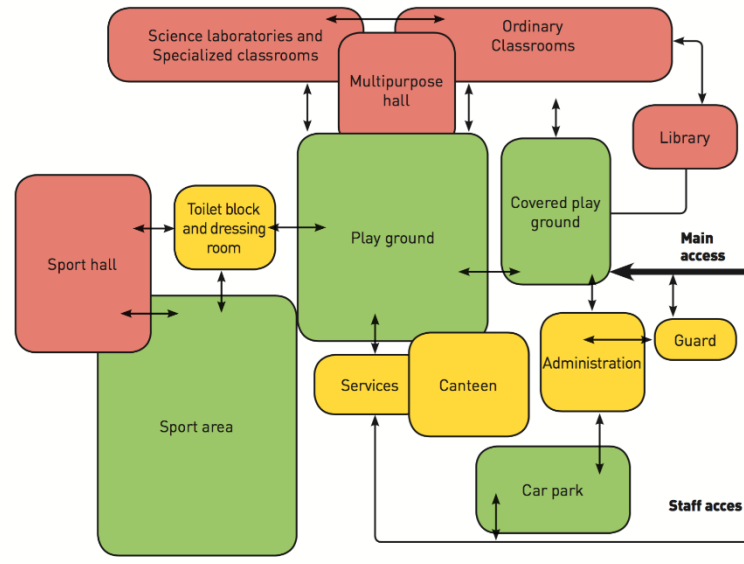 Science laboratories and
Specialized classrooms
Ordinary
Classrooms
Multipurpose
hall
Library
Sport hall
Toilet block
and dressing
room
Play ground
Covered play
ground
Main
access
Guard
Administration
Services
Canteen
Sport area
Car park
Staff acces